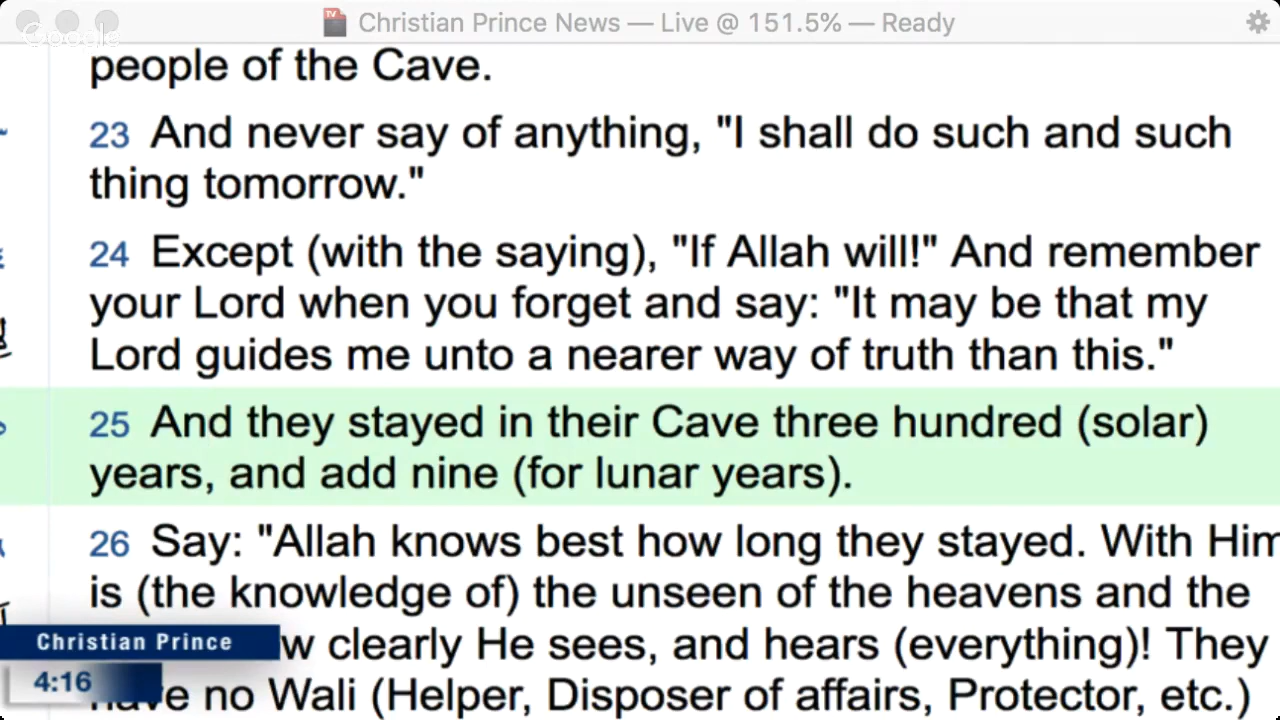 Christian Prince News — Live @ 151.5% — Ready
Google
people of the Cave.
23 And never say of anything, "I shall do such and such
thing tomorrow."
24 Except (with the saying), "If Allah will!" And remember
your Lord when you forget and say: "It may be that my
Lord guides me unto a nearer way of truth than this."
25 And they stayed in their Cave three hundred (solar)
years, and add nine (for lunar years).
26 Say: "Allah knows best how long they stayed. With Him
is (the knowledge of) the unseen of the heavens and the
clearly He sees, and hears (everything)! They
no Wali (Helper, Disposer of affairs, Protector, etc.)
Christian Prince
4:16